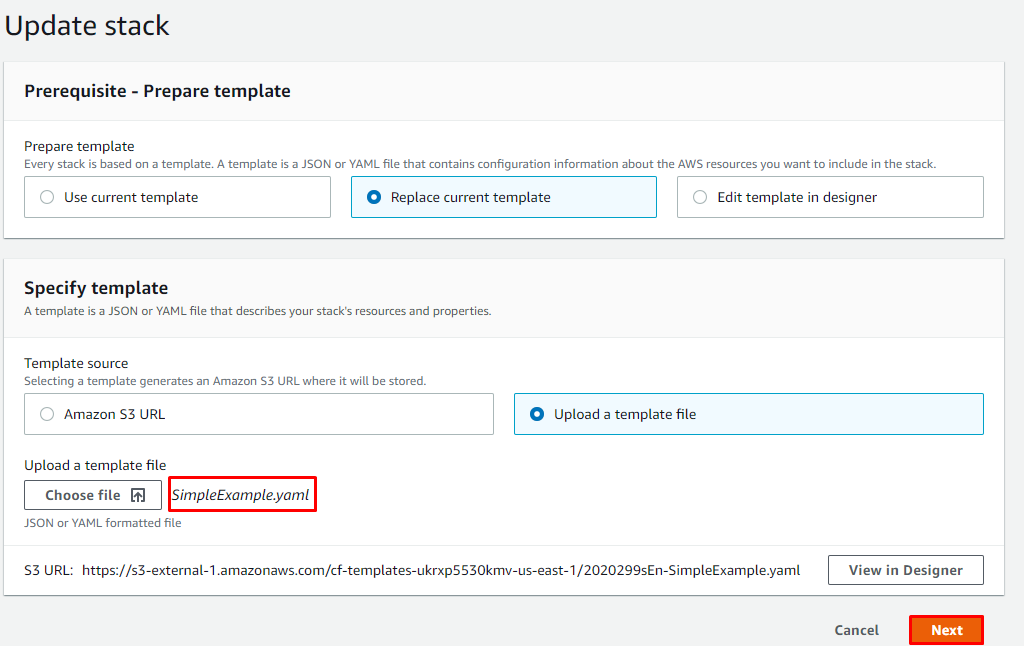 Update stack
Prerequisite - Prepare template
Prepare template
Every stack is based on a template. A template is a JSON or YAML file that contains configuration information about the AWS resources you want to include in the stack.
Use current template
Replace current template
Edit template in designer
Specify template
A template is a JSON or YAML file that describes your stack's resources and properties.
Template source
Selecting a template generates an Amazon S3 URL where it will be stored.
Amazon S3 URL
Upload a template file
Upload a template file
Choose file
SimpleExample.yaml
JSON or YAML formatted file
S3 URL: https://s3-external-1.amazonaws.com/cf-templates-ukrxp5530kmv-us-east-1/2020299sEn-SimpleExample.yaml
View in Designer
Cancel
Next